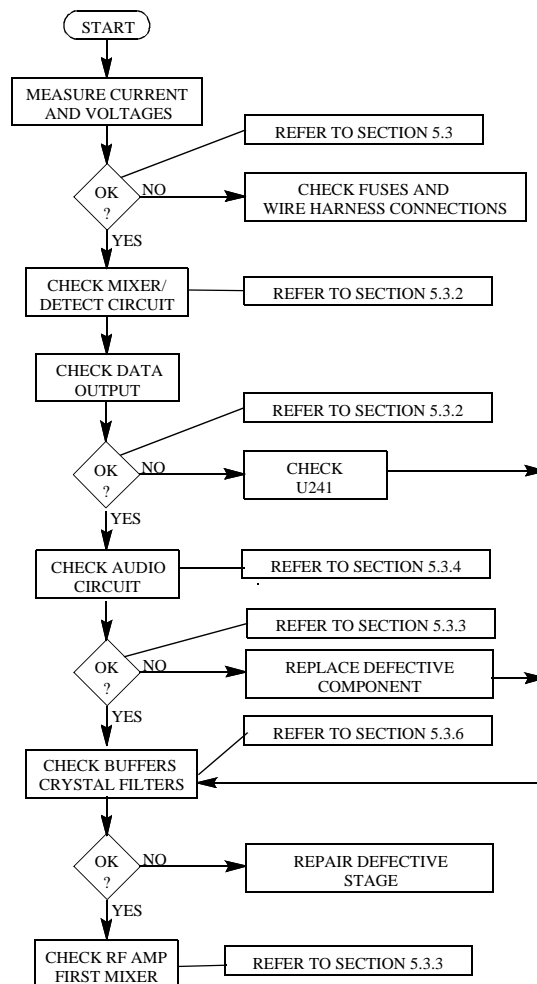 START
MEASURE CURRENT
AND VOLTAGES
REFER TO SECTION 5.3
OK
?
NO
CHECK FUSES AND
WIRE HARNESS CONNECTIONS
YES
CHECK MIXER/
DETECT CIRCUIT
REFER TO SECTION 5.3.2
CHECK DATA
OUTPUT
REFER TO SECTION 5.3.2
OK
?
NO
CHECK
U241
YES
CHECK AUDIO
CIRCUIT
REFER TO SECTION 5.3.4
REFER TO SECTION 5.3.3
OK
?
NO
REPLACE DEFECTIVE
COMPONENT
YES
REFER TO SECTION 5.3.6
CHECK BUFFERS
CRYSTAL FILTERS
OK
?
NO
REPAIR DEFECTIVE
STAGE
YES
CHECK RF AMP
FIRST MIXER
REFER TO SECTION 5.3.3